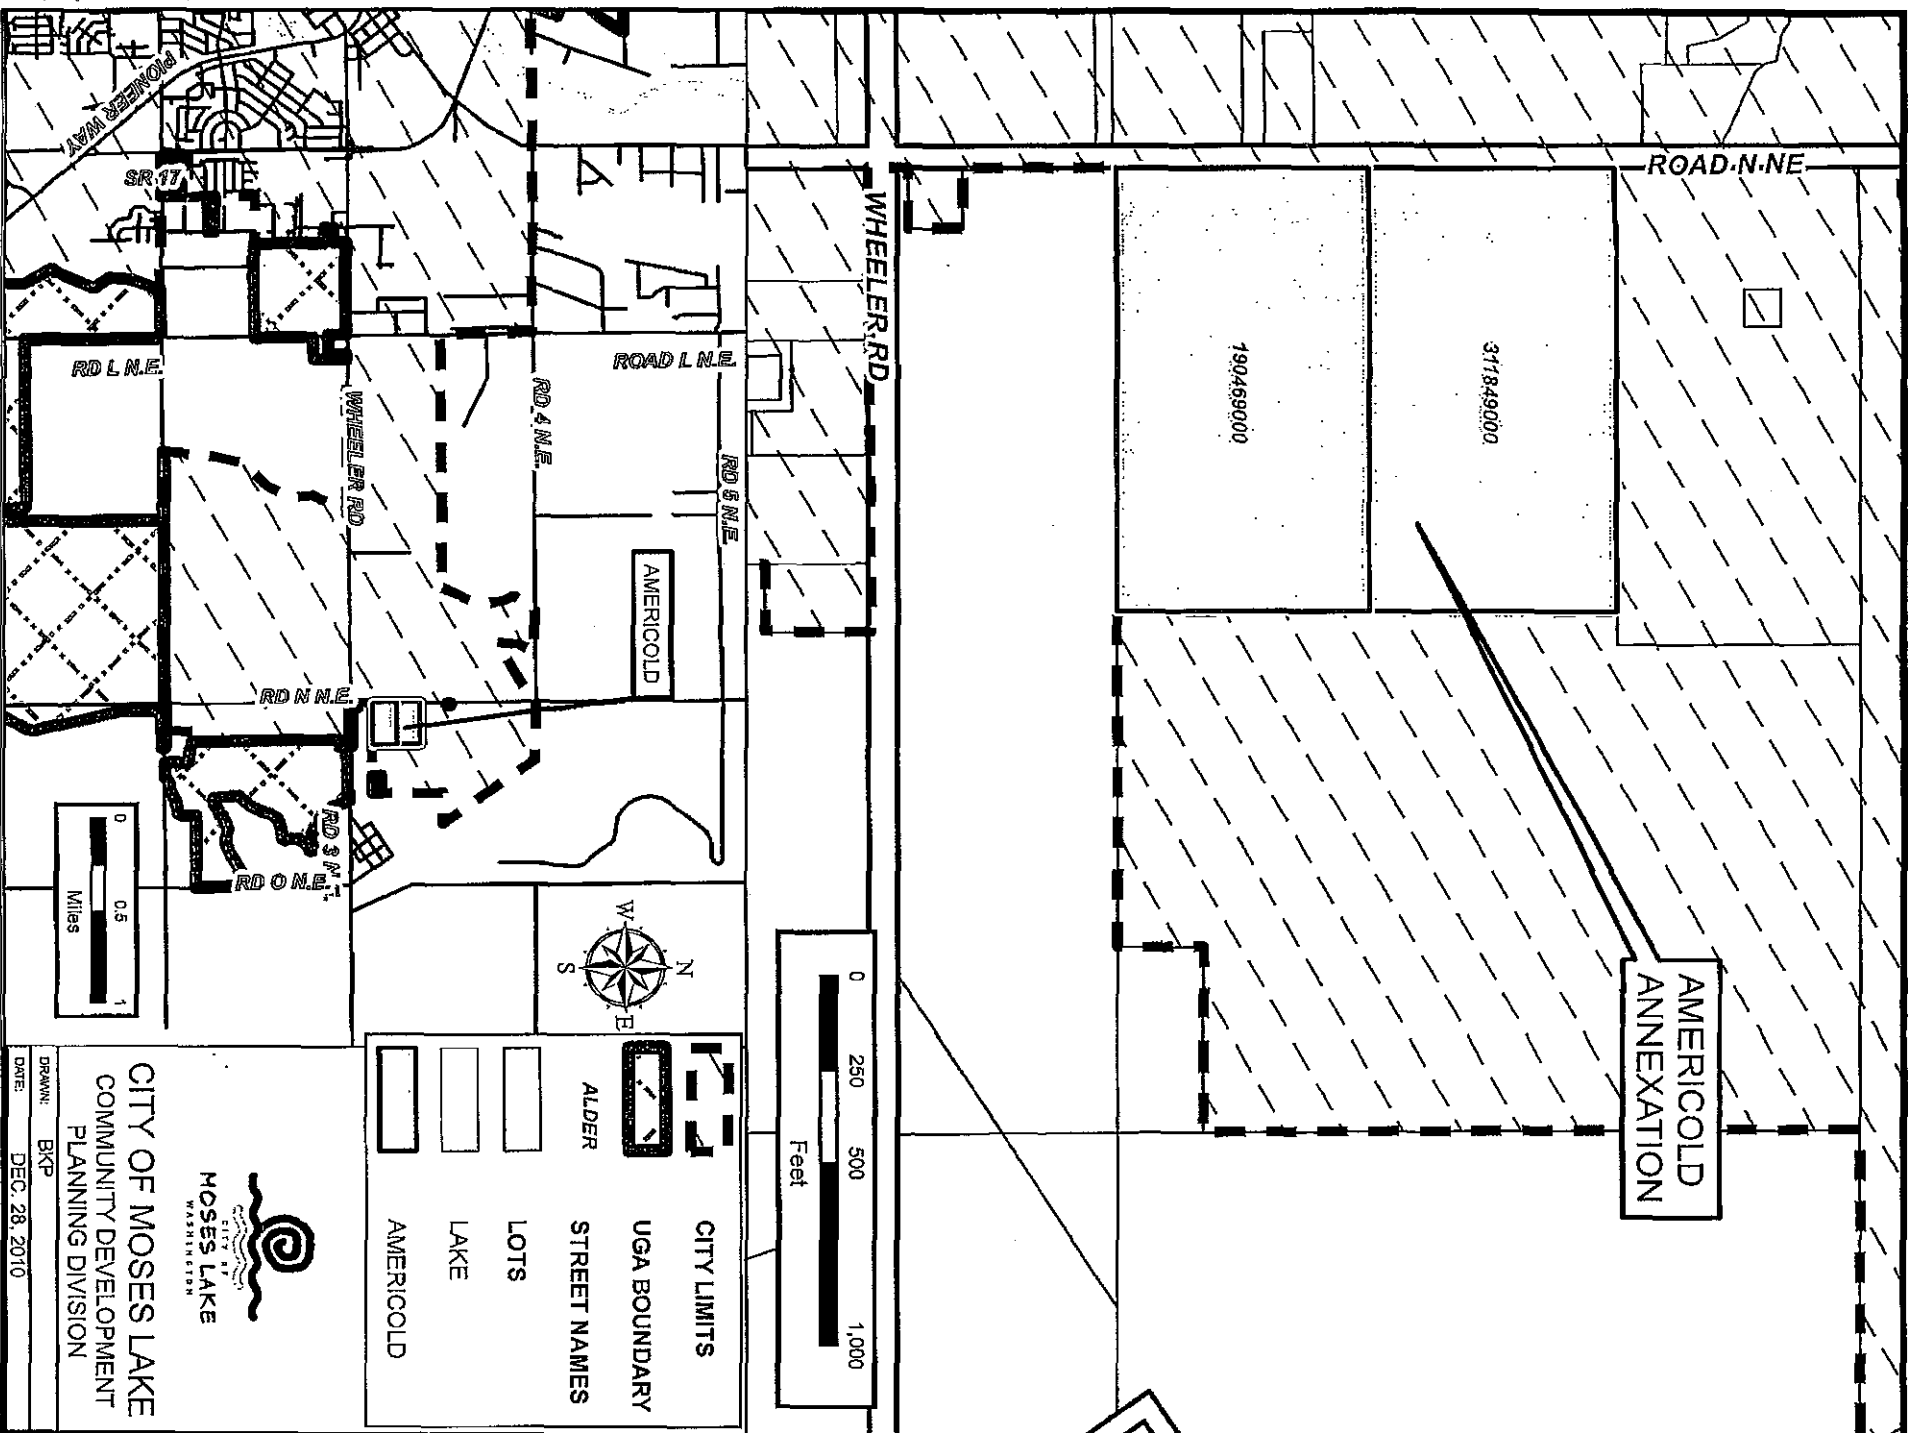 ROAD N NE
WHEELER RD
311849000
190469000
AMERICOLD
ANNEXATION
0 250 500 1,000
Feet
PIONEER WAY
SR 17
RD L N.E.
WHEELER RD
RD 4 N.E.
ROAD L N.E.
RD 5 N.E.
AMERICOLD
RD N N.E.
RD O N.E.
0 0.5 1
Miles
N
W
E
S
CITY LIMITS
UGA BOUNDARY
ALDER STREET NAMES
LOTS
LAKE
AMERICOLD
CITY OF
MOSES LAKE
WASHINGTON
CITY OF MOSES LAKE
COMMUNITY DEVELOPMENT
PLANNING DIVISION
DRAWN: BKP
DATE: DEC. 28, 2010